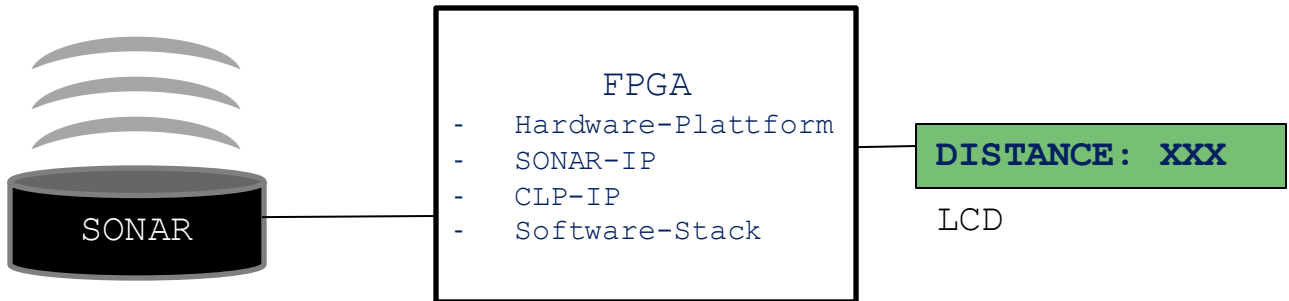 SONAR
FPGA
- Hardware-Plattform
- SONAR-IP
- CLP-IP
- Software-Stack
DISTANCE: XXX
LCD